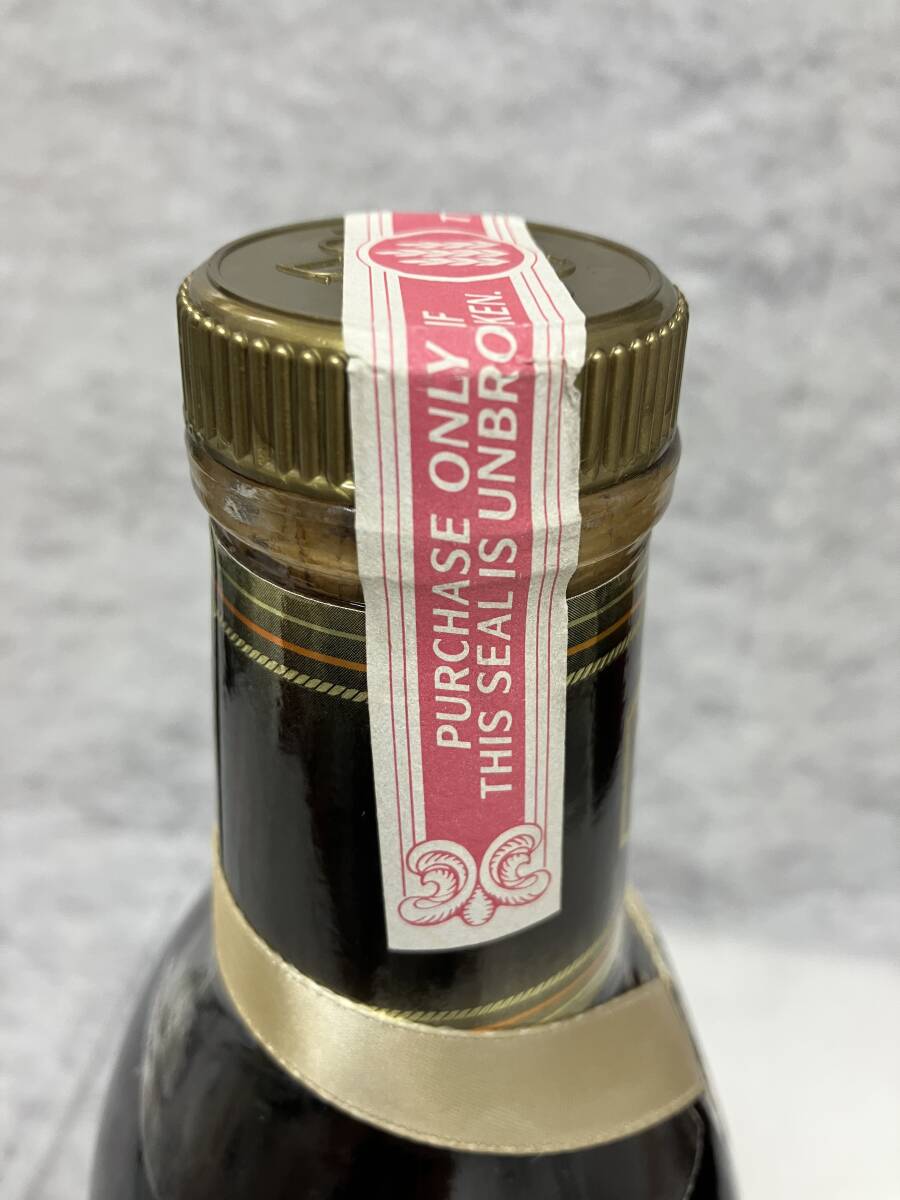 PURCHASE ONLY IF
THIS SEAL IS UNBROKEN.